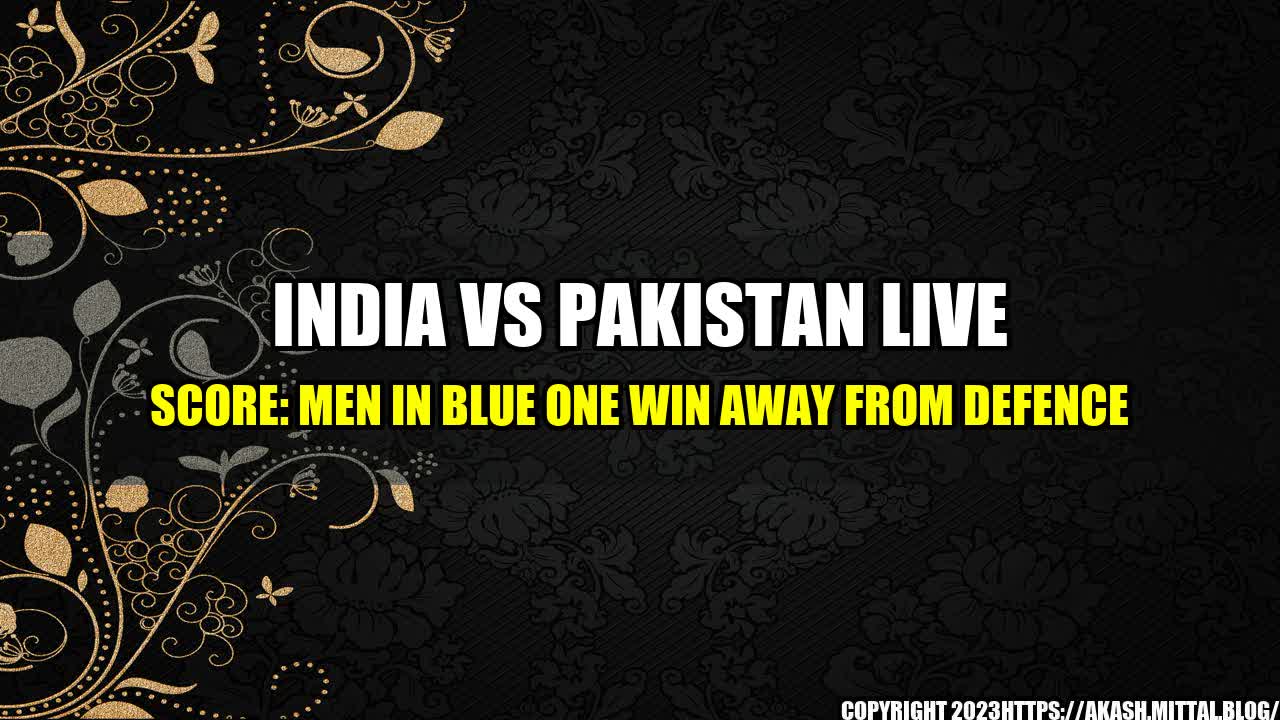 INDIA VS PAKISTAN LIVE
SCORE: MEN IN BLUE ONE WIN AWAY FROM DEFENCE
COPYRIGHT 2023HTTPS://AKASH.MITTAL.BLOG/